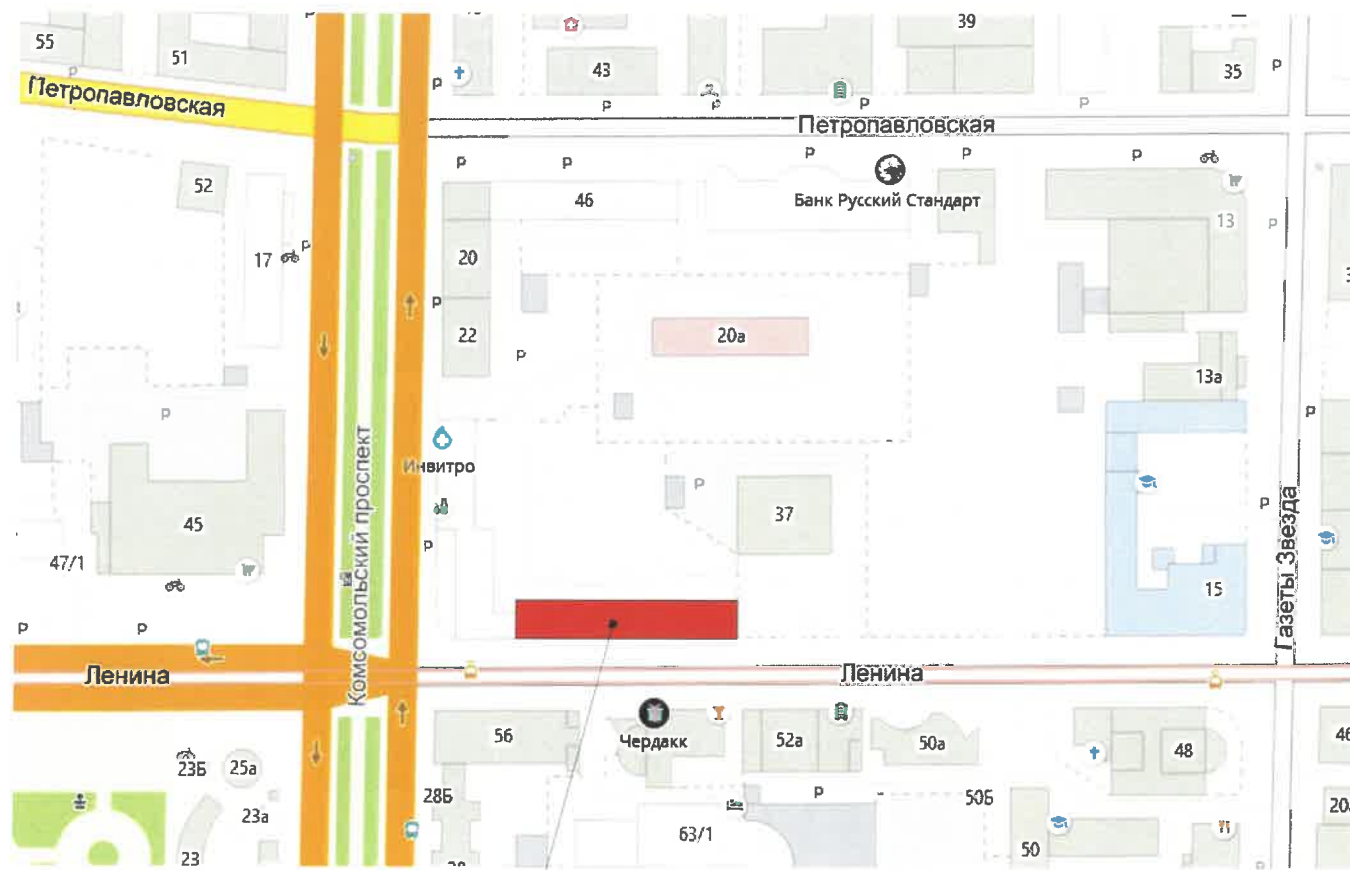 39
55
51
43
35
P
P
P
P
P
P
P
P
P
Петропавловская
Петропавловская
P
P
P
P
P
52
Банк Русский Стандарт
46
13
P
17
P
20
P
22
20а
P
13а
P
P
Инвитро
Комсомольский проспект
P
37
P
45
P
47/1
Газеты Звезда
15
P
P
Ленина
Ленина
56
Чердакк
52а
50а
48
46
23Б
25а
28Б
P
50Б
23а
63/1
50
20
23